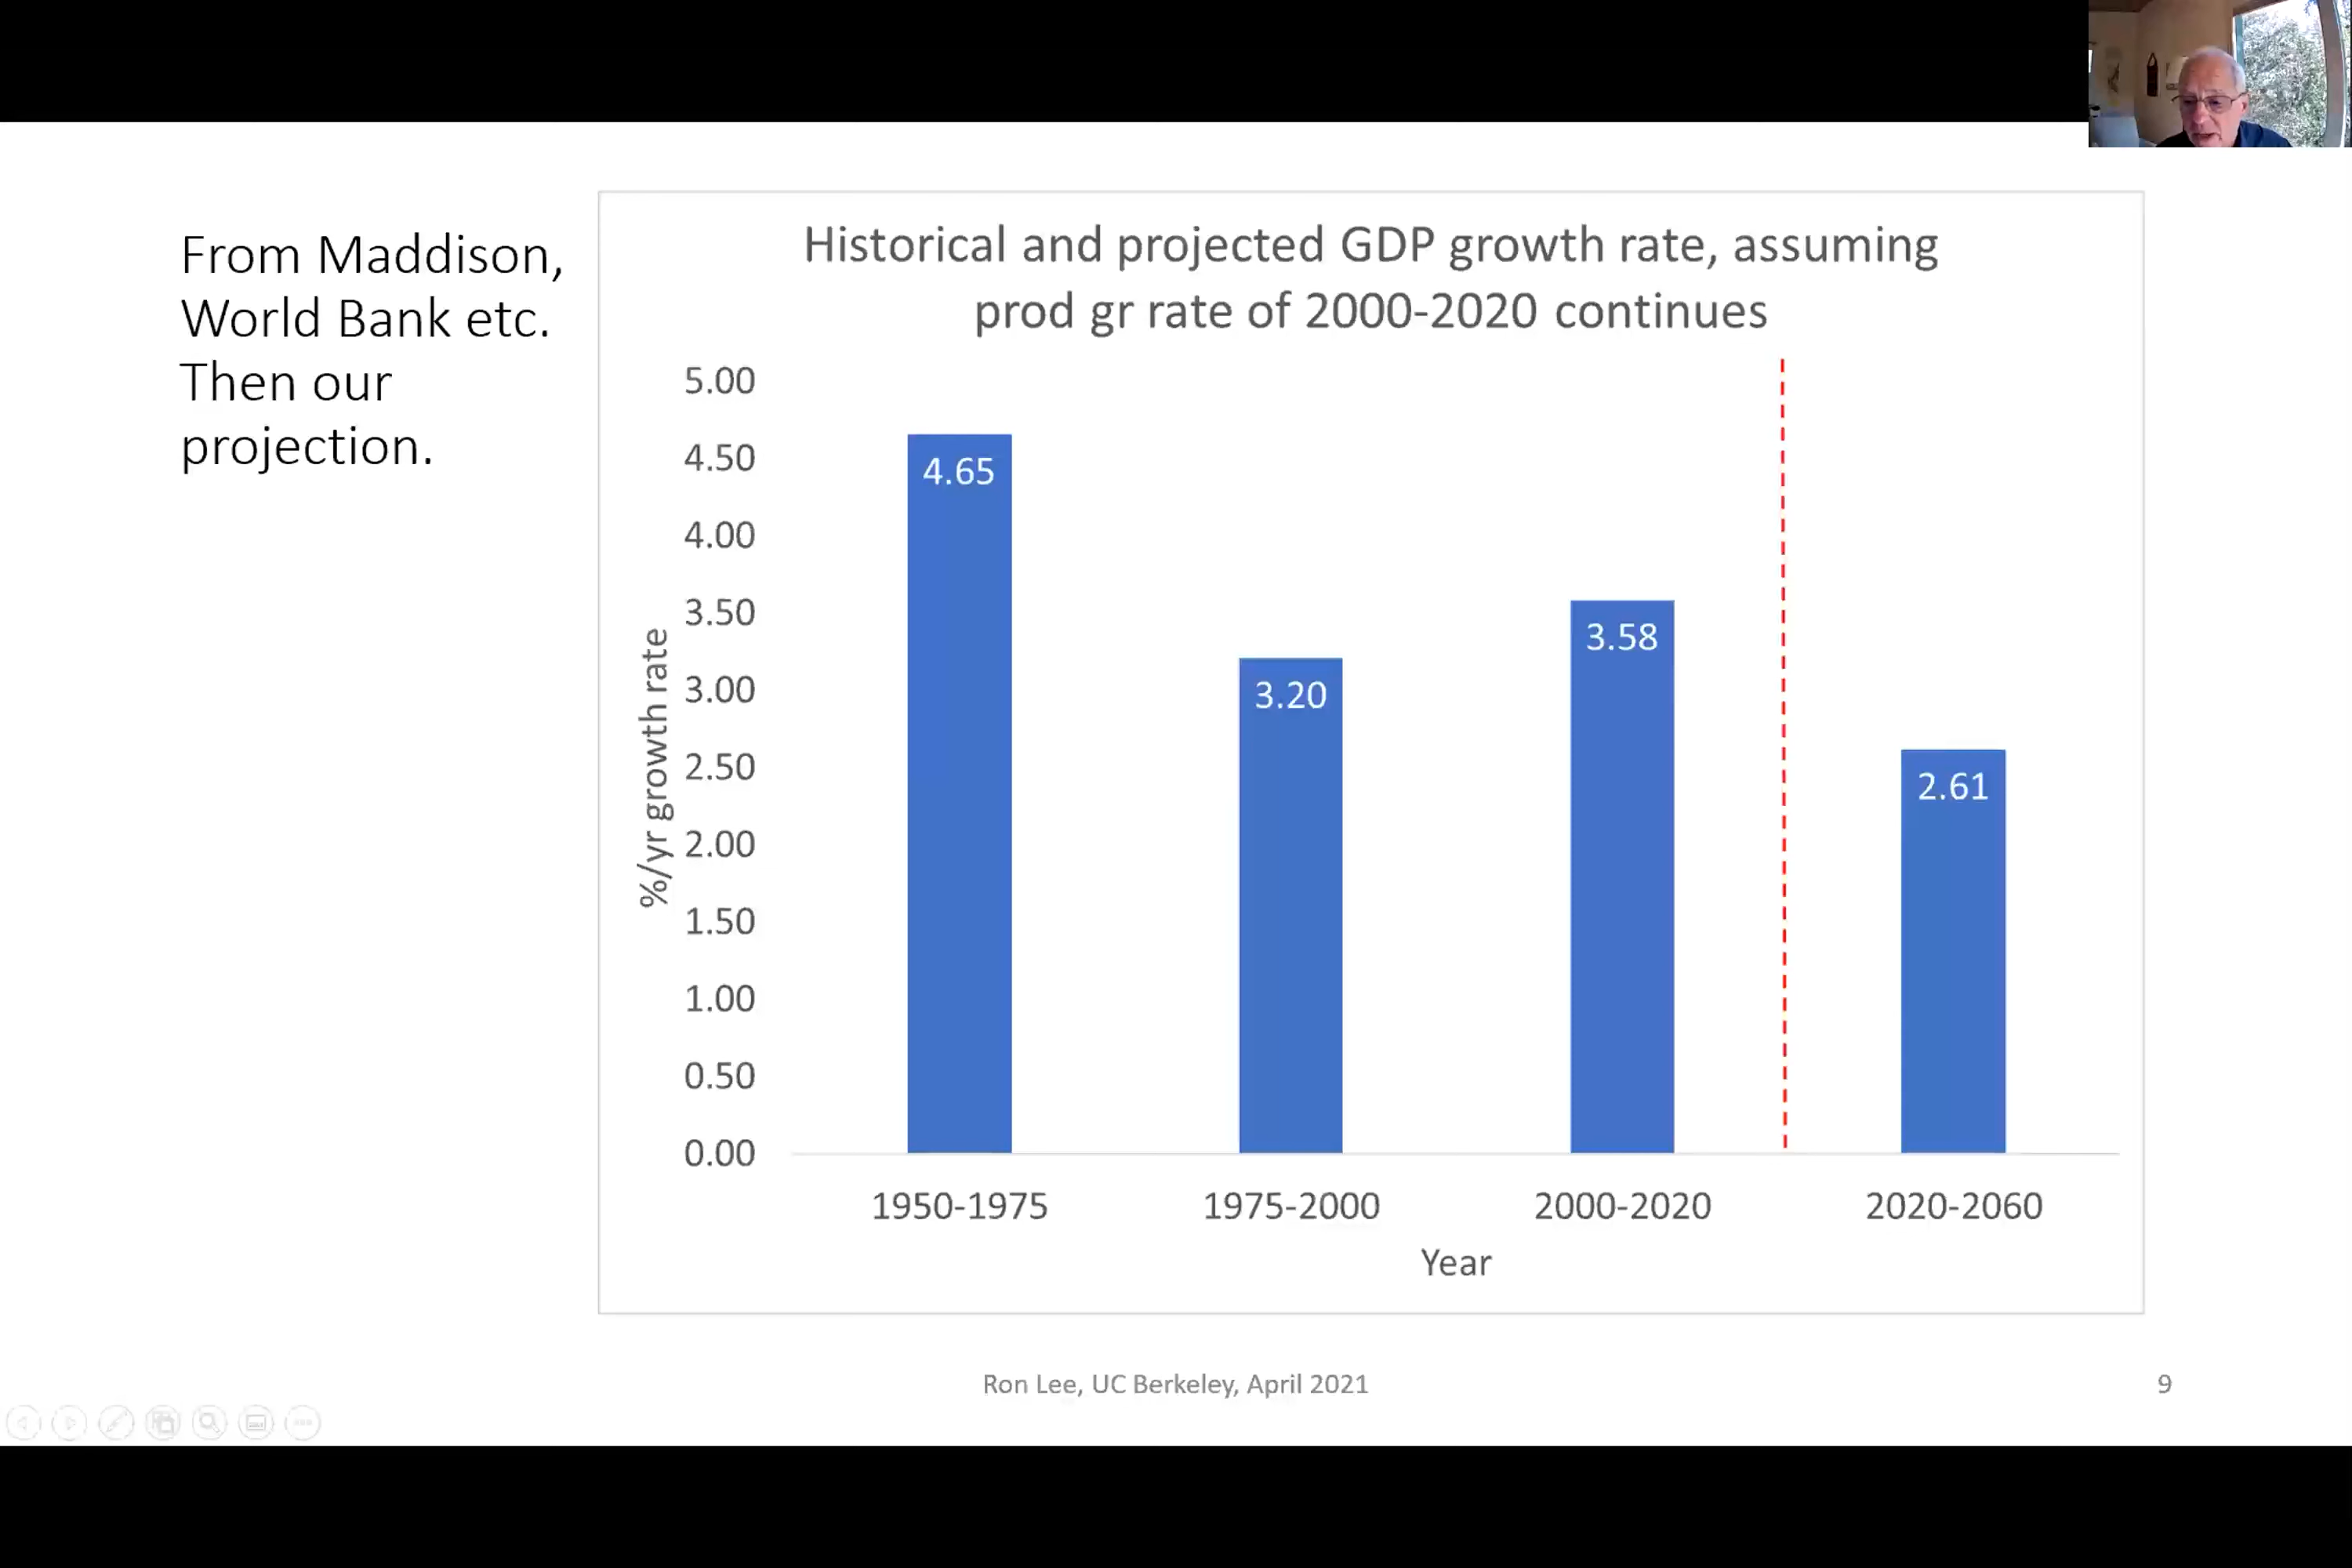 From Maddison,
World Bank etc.
Then our
projection.
Historical and projected GDP growth rate, assuming
prod gr rate of 2000-2020 continues
%/yr growth rate
5.00
4.50
4.00
3.50
3.00
2.50
2.00
1.50
1.00
0.50
0.00
4.65
3.20
3.58
2.61
1950-1975
1975-2000
2000-2020
2020-2060
Year
Ron Lee, UC Berkeley, April 2021
9